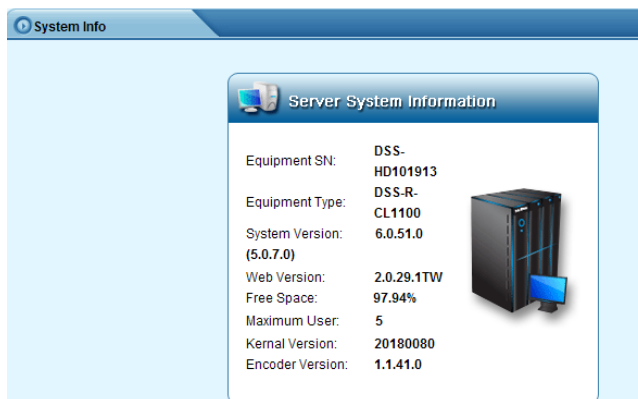 System Info
Server System Information
Equipment SN: DSS-
HD101913
Equipment Type: DSS-R-
CL1100
System Version: 6.0.51.0
(5.0.7.0)
Web Version: 2.0.29.1TW
Free Space: 97.94%
Maximum User: 5
Kernal Version: 20180080
Encoder Version: 1.1.41.0